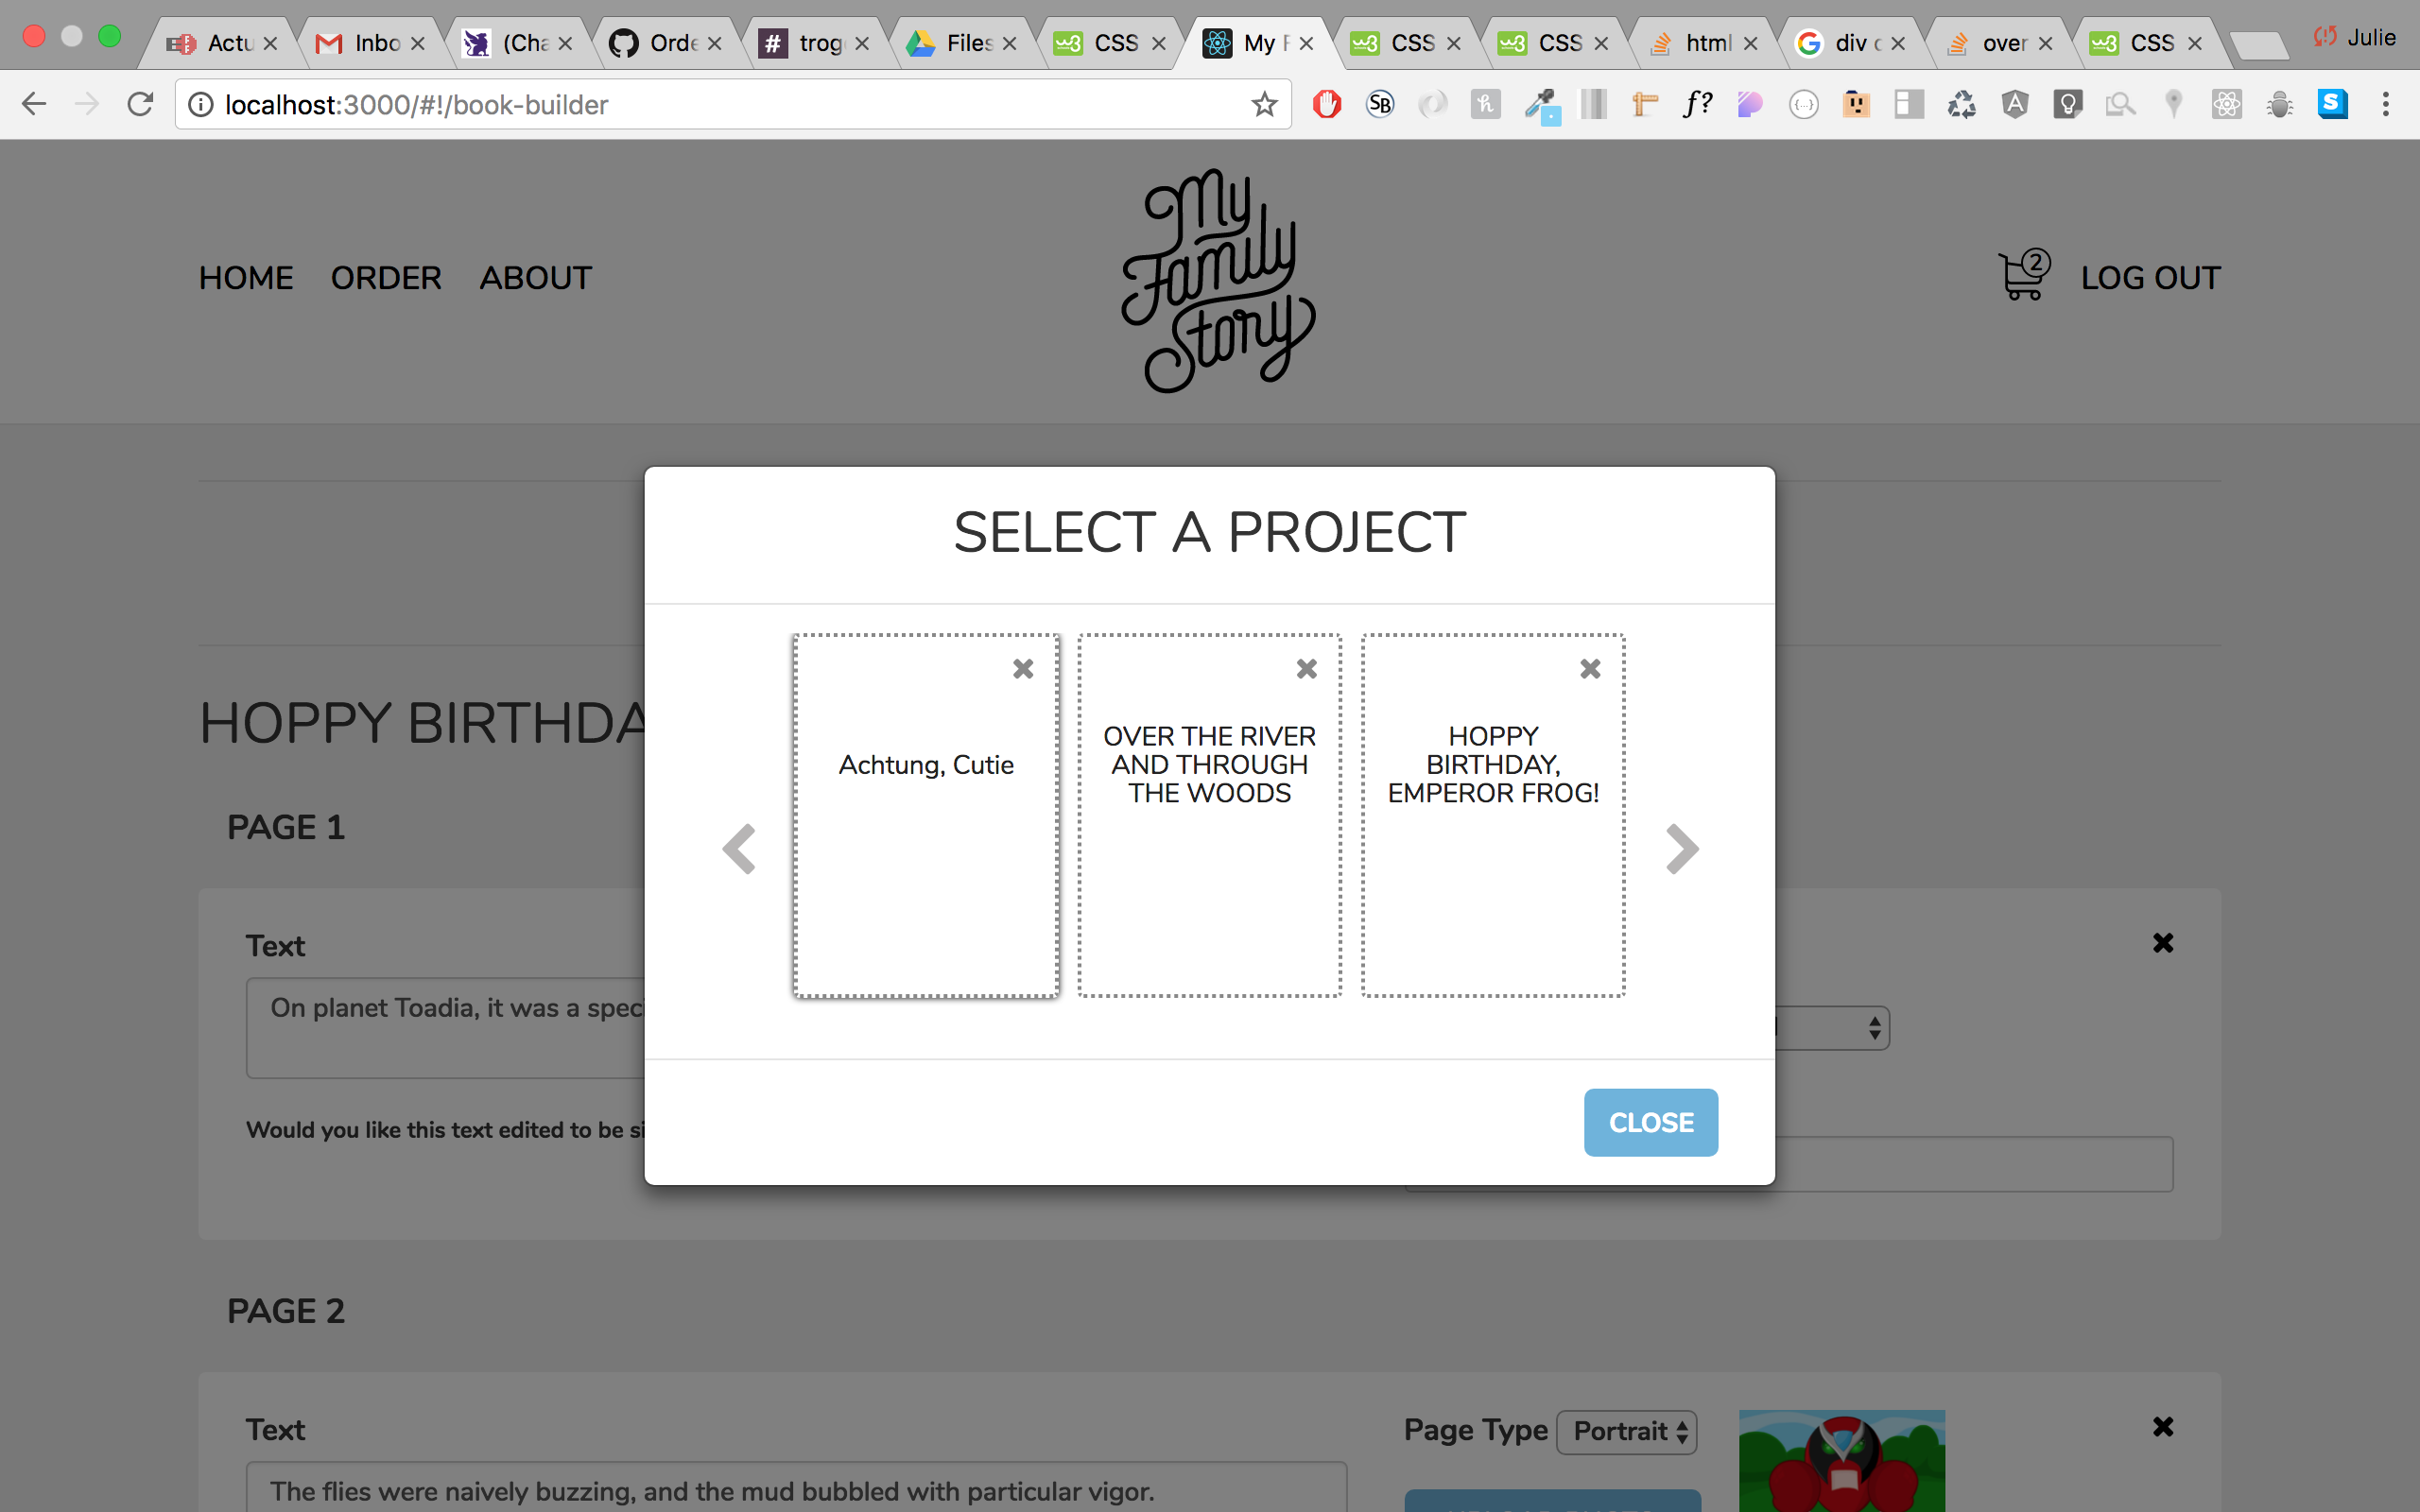 Actu
Inbo
(Cha
Orde
trog
Files
CSS
My F
CSS
CSS
html
div c
over
CSS
Julie
localhost:3000/#!/book-builder
HOME ORDER ABOUT
My
Family
Story
2
LOG OUT
SELECT A PROJECT
Achtung, Cutie
OVER THE RIVER
AND THROUGH
THE WOODS
HOPPY
BIRTHDAY,
EMPEROR FROG!
CLOSE
HOPPY BIRTHDA
PAGE 1
Text
On planet Toadia, it was a speci
Would you like this text edited to be si
PAGE 2
Text
The flies were naively buzzing, and the mud bubbled with particular vigor.
Page Type Portrait